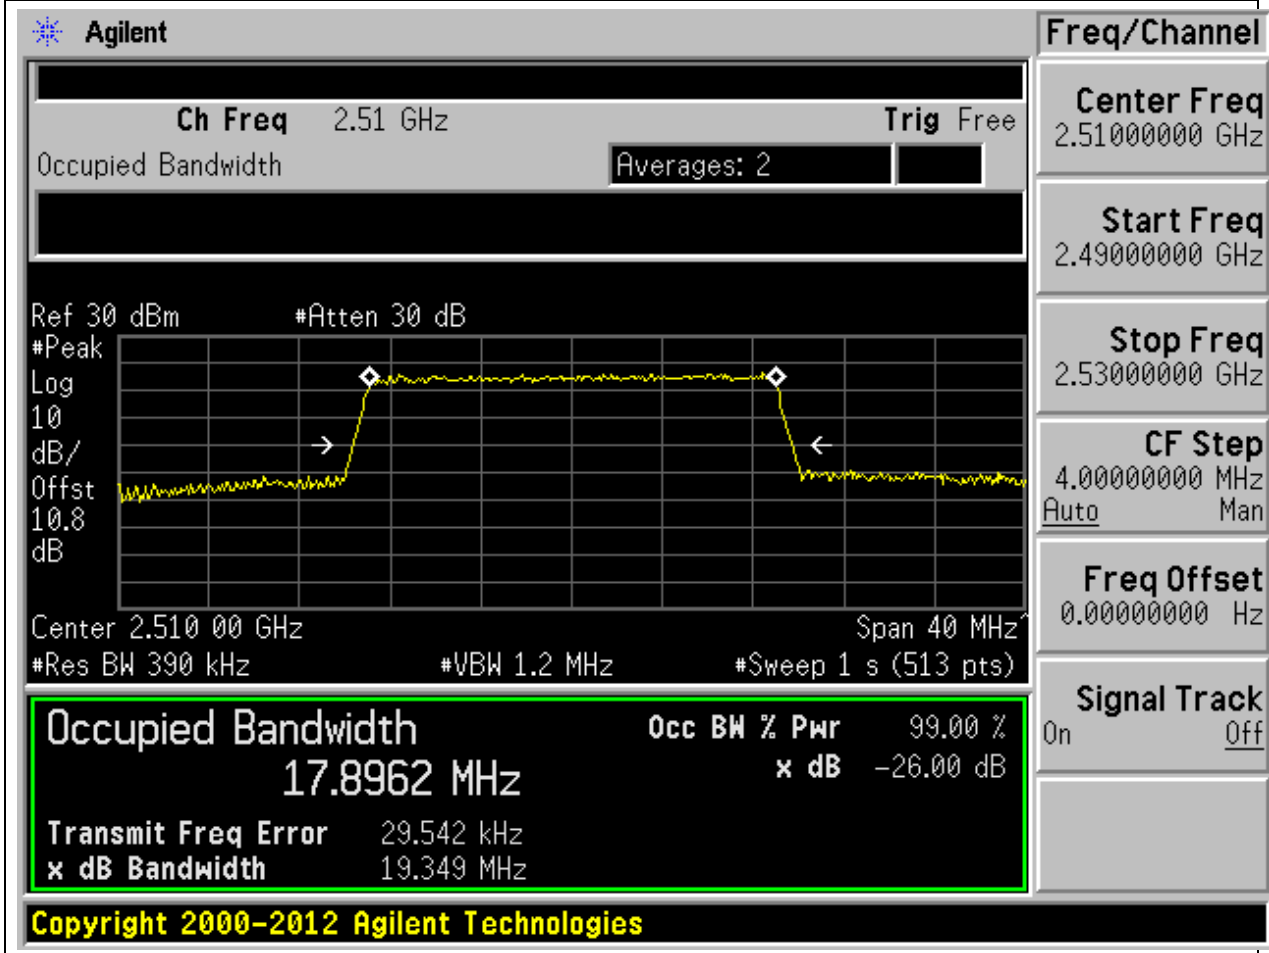 Agilent
Freq/Channel
Ch Freq 2.51 GHz Trig Free
Occupied Bandwidth Averages: 2
Center Freq
2.51000000 GHz
Start Freq
2.49000000 GHz
Stop Freq
2.53000000 GHz
CF Step
4.00000000 MHz
Auto Man
Freq Offset
0.00000000 Hz
Signal Track
On Off
Ref 30 dBm #Atten 30 dB
#Peak
Log
10
dB/
Offst
10.8
dB
Center 2.510 00 GHz Span 40 MHz^
#Res BW 390 kHz #VBW 1.2 MHz #Sweep 1 s (513 pts)
Occupied Bandwidth Occ BW % Pwr 99.00 %
17.8962 MHz x dB -26.00 dB
Transmit Freq Error 29.542 kHz
x dB Bandwidth 19.349 MHz
Copyright 2000-2012 Agilent Technologies